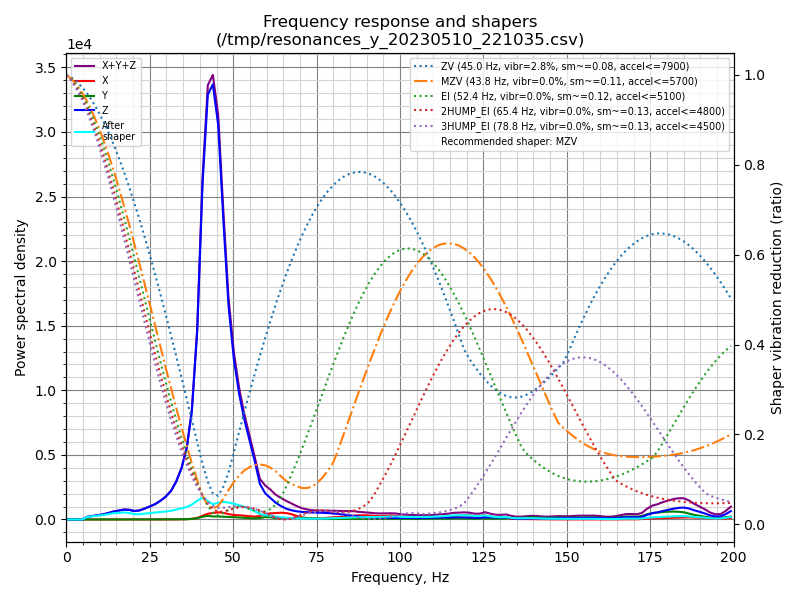 Frequency response and shapers
(/tmp/resonances_y_20230510_221035.csv)
1e4
X+Y+Z
X
Y
Z
After
shaper
ZV (45.0 Hz, vibr=2.8%, sm~=0.08, accel<=7900)
MZV (43.8 Hz, vibr=0.0%, sm~=0.11, accel<=5700)
EI (52.4 Hz, vibr=0.0%, sm~=0.12, accel<=5100)
2HUMP_EI (65.4 Hz, vibr=0.0%, sm~=0.13, accel<=4800)
3HUMP_EI (78.8 Hz, vibr=0.0%, sm~=0.13, accel<=4500)
Recommended shaper: MZV
Power spectral density
3.5
3.0
2.5
2.0
1.5
1.0
0.5
0.0
1.0
0.8
0.6
0.4
0.2
0.0
Shaper vibration reduction (ratio)
0 25 50 75 100 125 150 175 200
Frequency, Hz